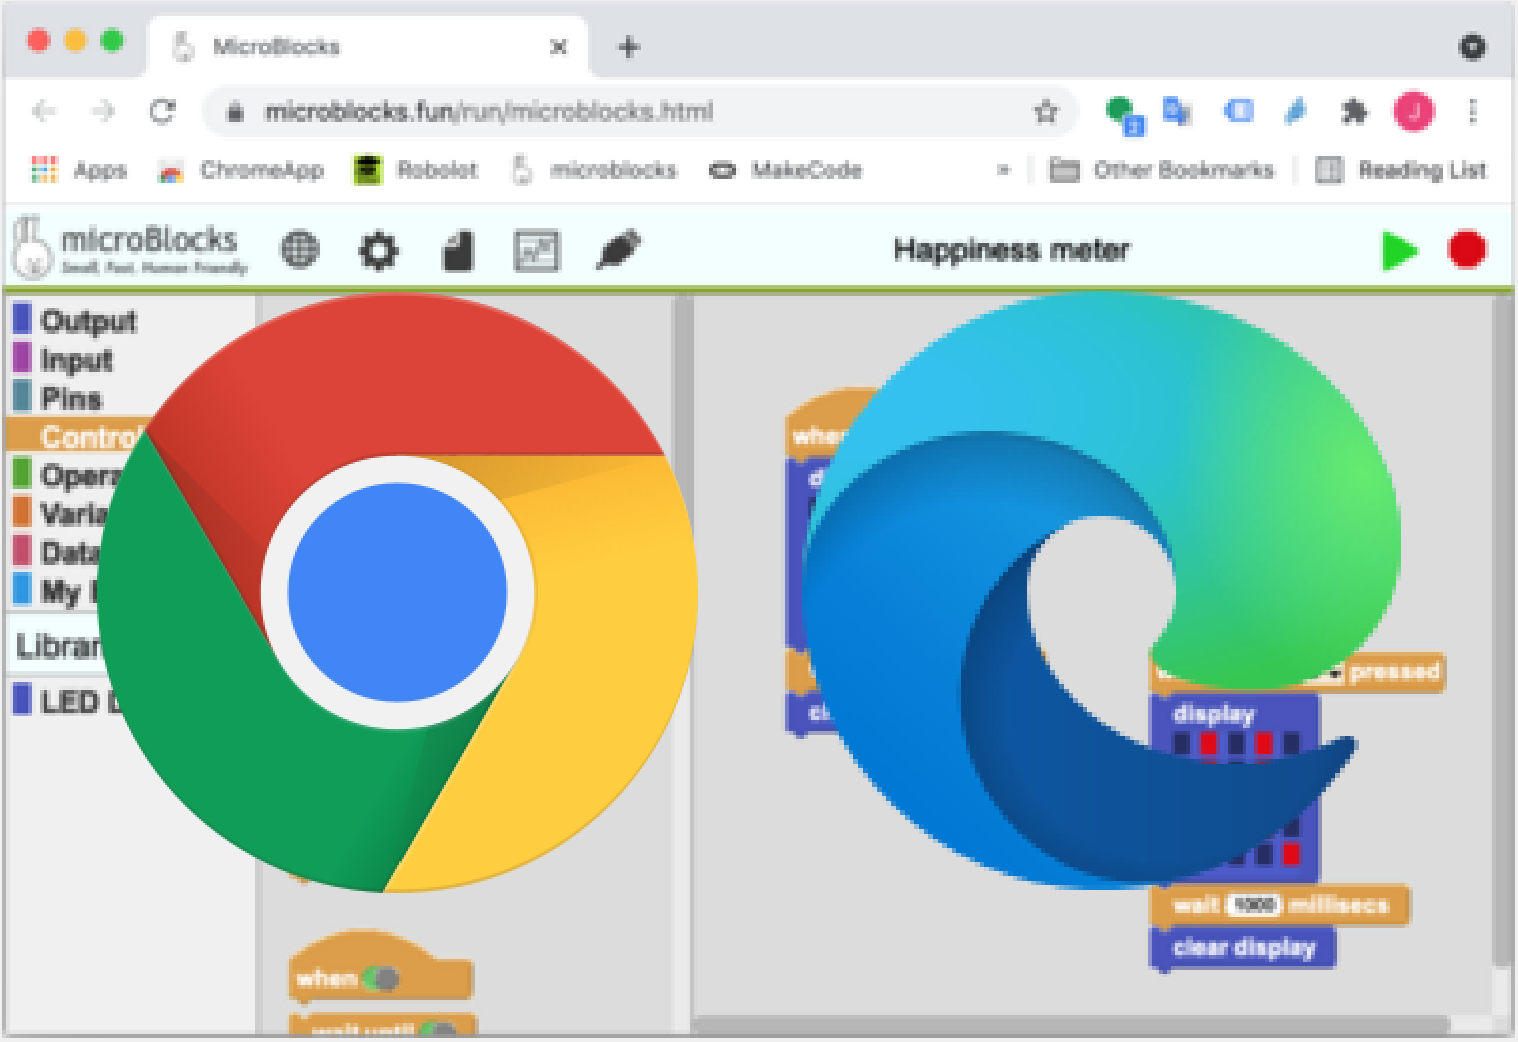 MicroBlocks
microblocks.fun/run/microblocks.html
J
Apps ChromeApp Robolot microblocks MakeCode » Other Bookmarks Reading List
microBlocks
Small, Fast, Human Friendly
Happiness meter
Output
Input
Pins
Control
Opera
Varia
Data
My
Librar
LED
when
pressed
display
wait 1000 millisecs
clear display
when
wait until